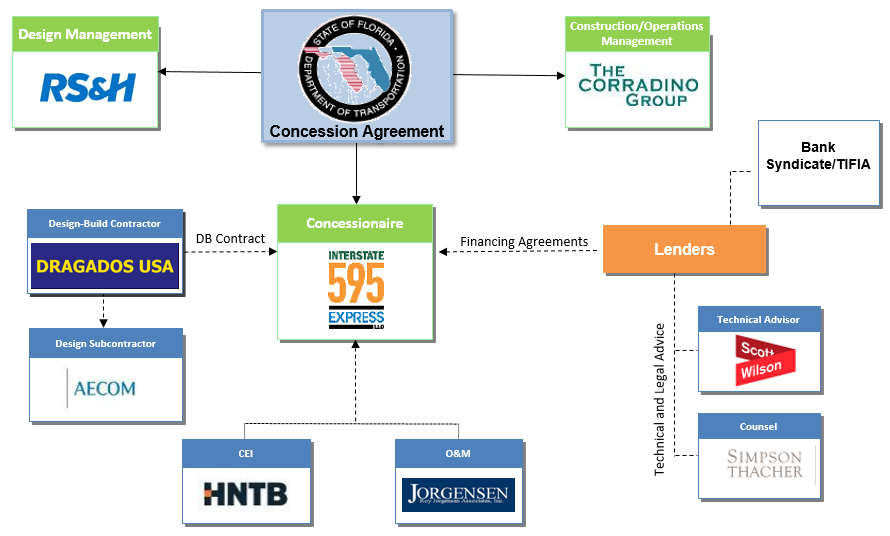 Design Management
RS&H
STATE OF FLORIDA
DEPARTMENT OF TRANSPORTATION
Concession Agreement
Construction/Operations
Management
THE
CORRADINO
GROUP
Bank
Syndicate/TIFIA
Design-Build Contractor
DRAGADOS USA
DB Contract
Concessionaire
INTERSTATE
595
EXPRESS
LLC
Financing Agreements
Lenders
Design Subcontractor
AECOM
Technical and Legal Advice
Technical Advisor
Scott
Wilson
Counsel
SIMPSON
THACHER
CEI
HNTB
O&M
JORGENSEN
Roy Jorgensen Associates, Inc.